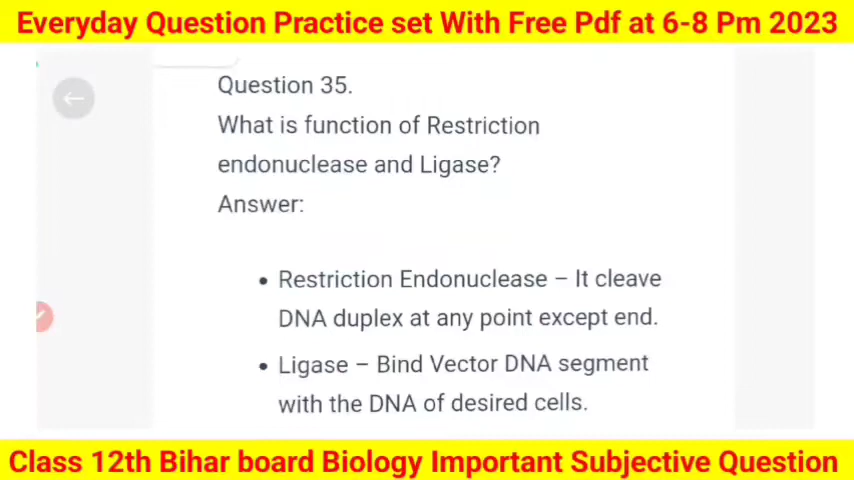 Everyday Question Practice set With Free Pdf at 6-8 Pm 2023
Question 35.
What is function of Restriction
endonuclease and Ligase?
Answer:
• Restriction Endonuclease – It cleave
DNA duplex at any point except end.
• Ligase – Bind Vector DNA segment
with the DNA of desired cells.
Class 12th Bihar board Biology Important Subjective Question